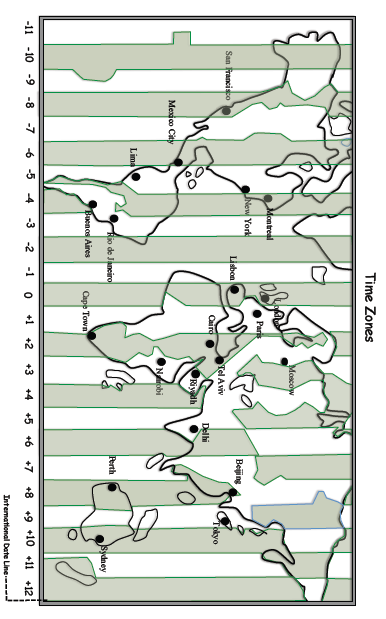 Time Zones
-11 -10 -9 -8 -7 -6 -5 -4 -3 -2 -1 0 +1 +2 +3 +4 +5 +6 +7 +8 +9 +10 +11 +12
San Francisco
Mexico City
Lima
New York
Montreal
Buenos Aires
Rio de Janeiro
Lisbon
London
Paris
Cape Town
Cairo
Tel Aviv
Moscow
Nairobi
Riyadh
Delhi
Perth
Beijing
Tokyo
Sydney
International Date Line